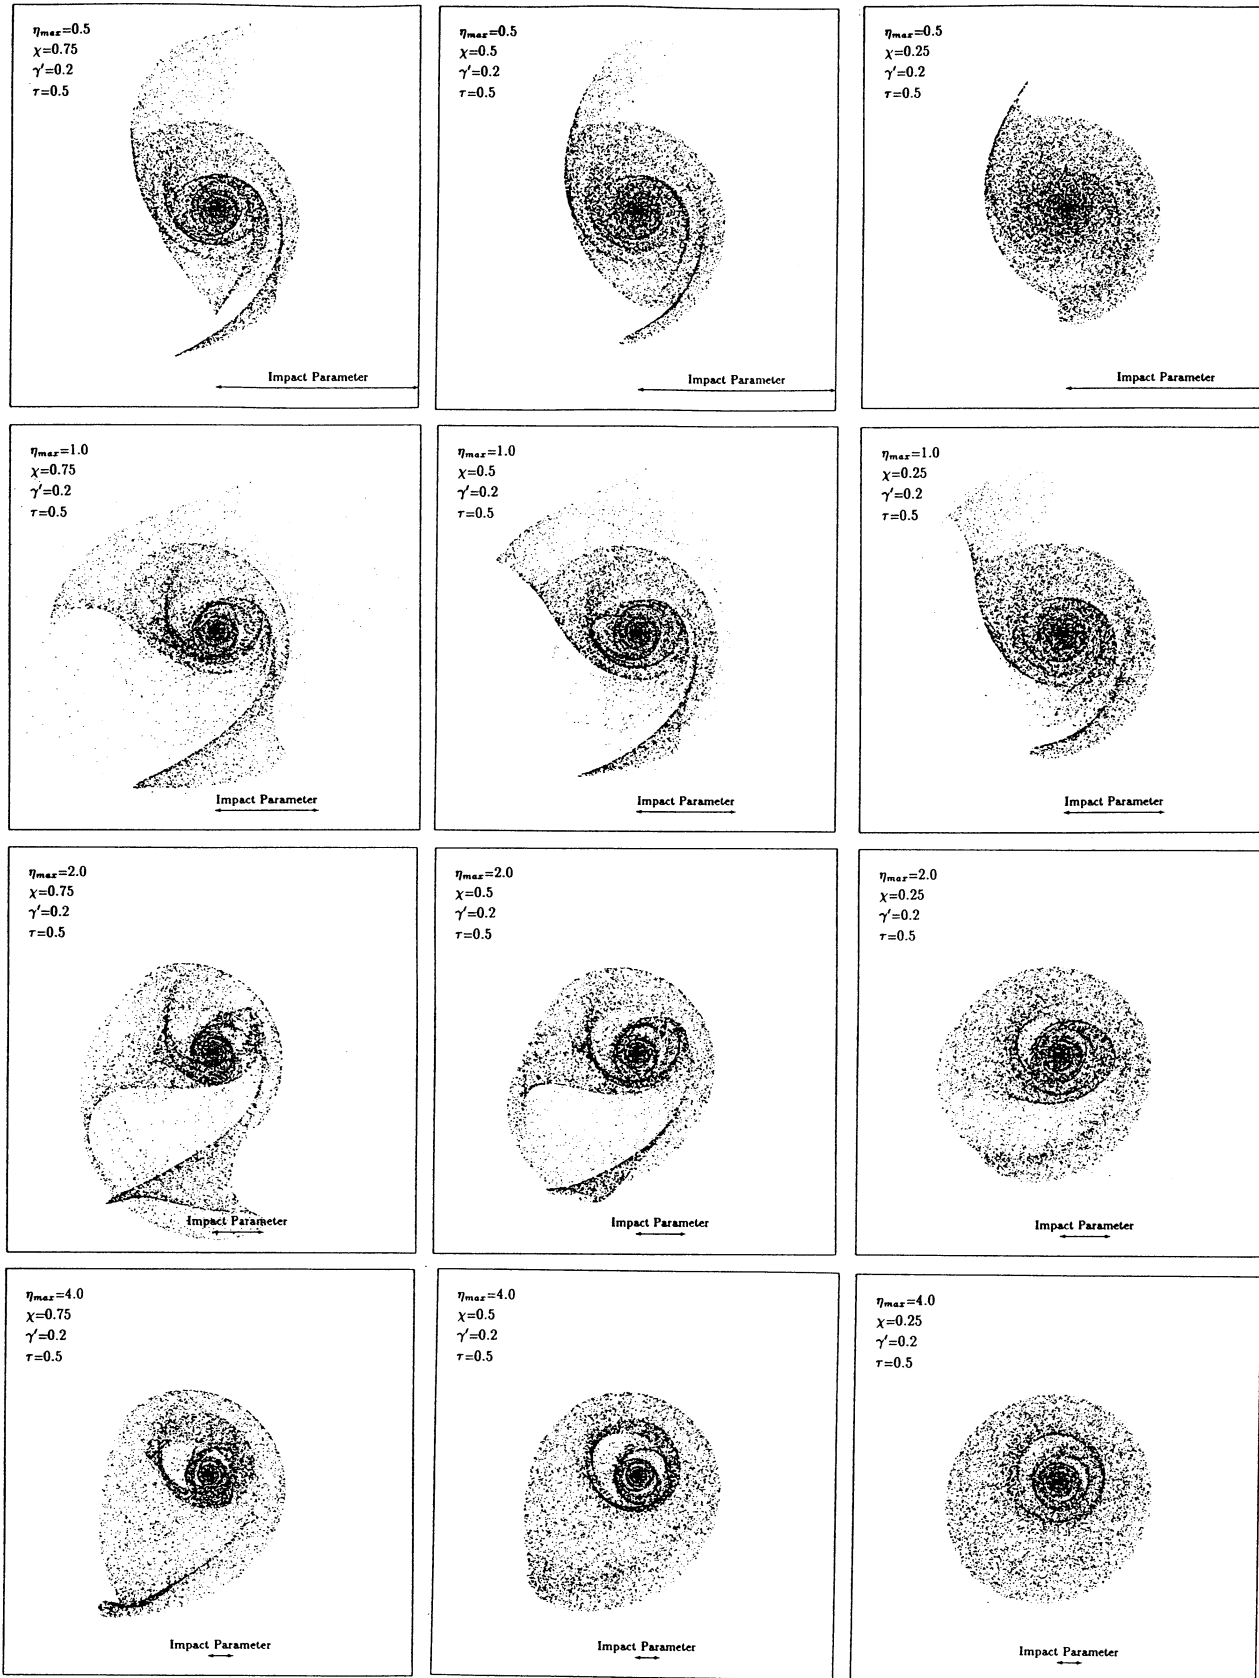 η_max=0.5
χ=0.75
γ′=0.2
τ=0.5
Impact Parameter
η_max=0.5
χ=0.5
γ′=0.2
τ=0.5
Impact Parameter
η_max=0.5
χ=0.25
γ′=0.2
τ=0.5
Impact Parameter
η_max=1.0
χ=0.75
γ′=0.2
τ=0.5
Impact Parameter
η_max=1.0
χ=0.5
γ′=0.2
τ=0.5
Impact Parameter
η_max=1.0
χ=0.25
γ′=0.2
τ=0.5
Impact Parameter
η_max=2.0
χ=0.75
γ′=0.2
τ=0.5
Impact Parameter
η_max=2.0
χ=0.5
γ′=0.2
τ=0.5
Impact Parameter
η_max=2.0
χ=0.25
γ′=0.2
τ=0.5
Impact Parameter
η_max=4.0
χ=0.75
γ′=0.2
τ=0.5
Impact Parameter
η_max=4.0
χ=0.5
γ′=0.2
τ=0.5
Impact Parameter
η_max=4.0
χ=0.25
γ′=0.2
τ=0.5
Impact Parameter